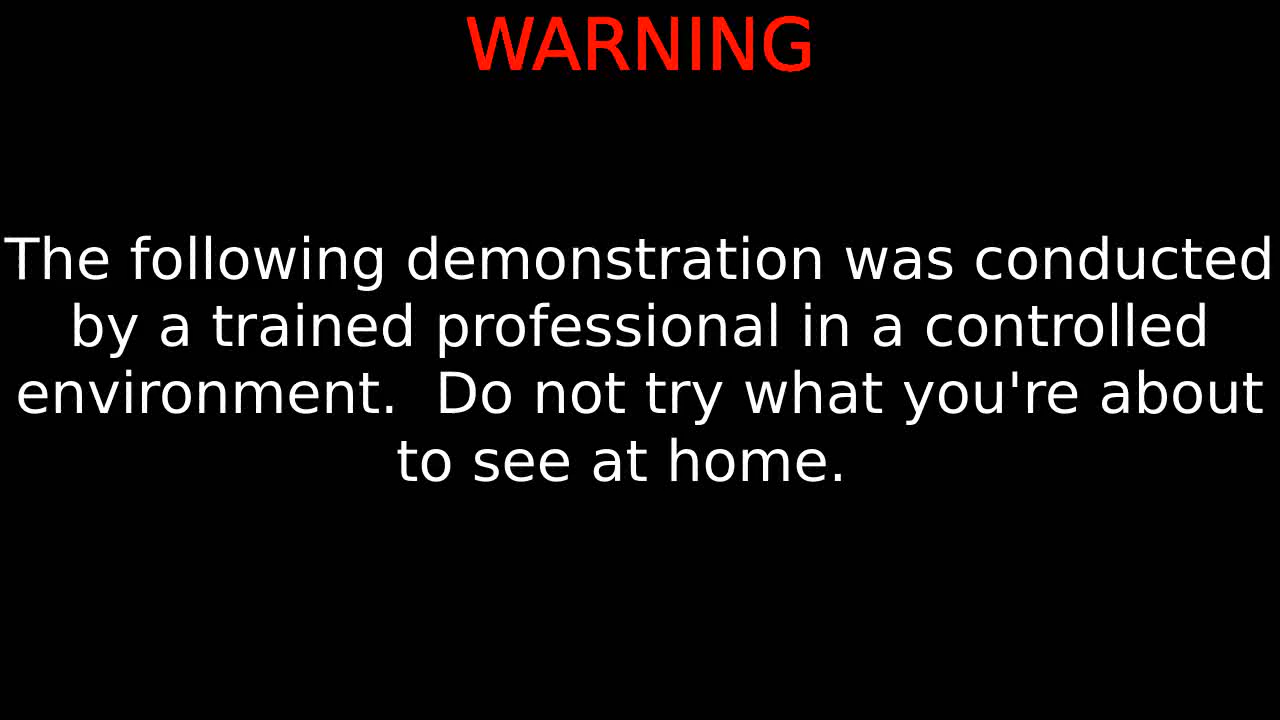 WARNING
The following demonstration was conducted
by a trained professional in a controlled
environment.  Do not try what you're about
to see at home.